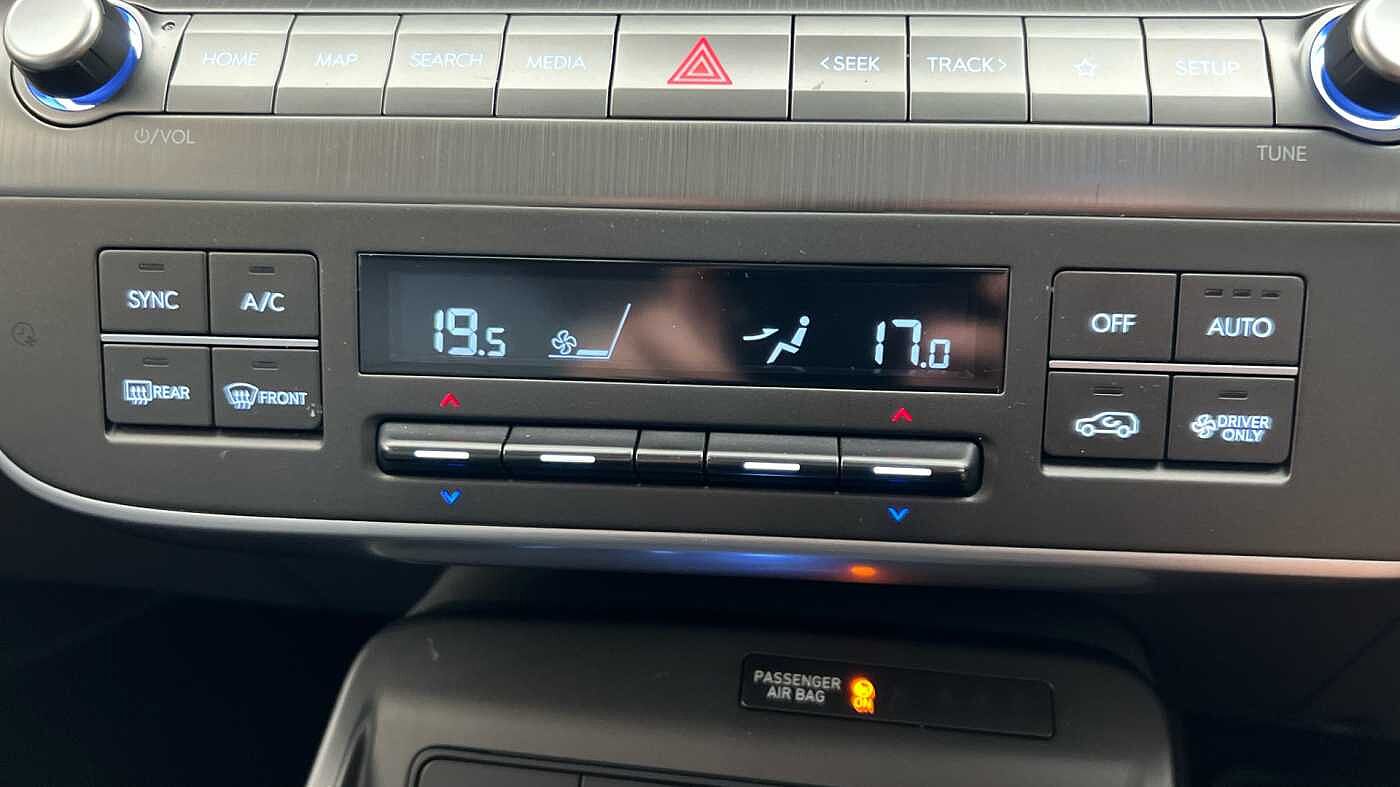 HOME MAP SEARCH MEDIA <SEEK TRACK> SETUP
/VOL TUNE
SYNC A/C
REAR FRONT
19.5 17.0
OFF AUTO
DRIVER
ONLY
PASSENGER
AIR BAG
ON